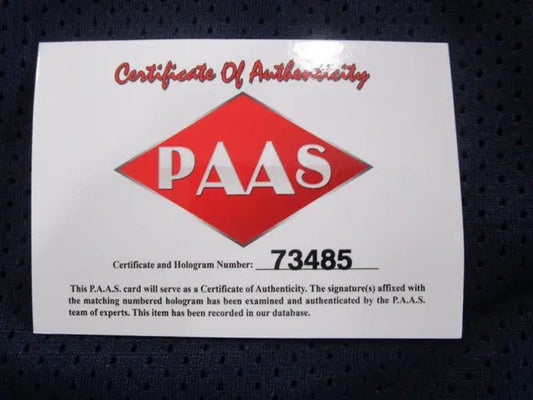 Certificate Of Authenticity
PAAS
Certificate and Hologram Number: 73485
This P.A.A.S. card will serve as a Certificate of Authenticity. The signature(s) affixed with
the matching numbered hologram has been examined and authenticated by the P.A.A.S.
team of experts. This item has been recorded in our database.